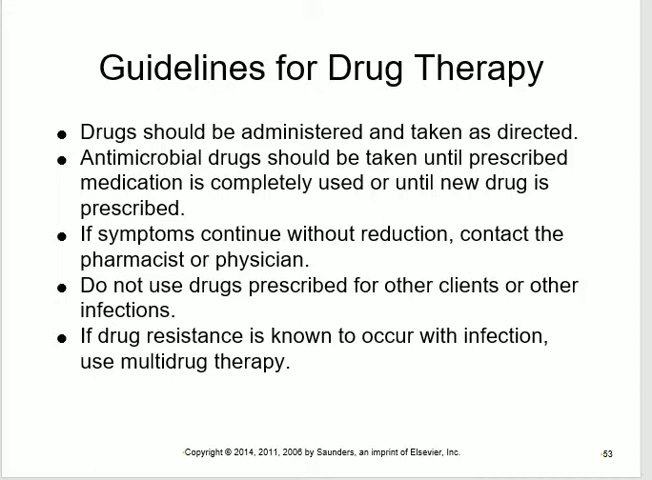 Guidelines for Drug Therapy
● Drugs should be administered and taken as directed.
● Antimicrobial drugs should be taken until prescribed
medication is completely used or until new drug is
prescribed.
● If symptoms continue without reduction, contact the
pharmacist or physician.
● Do not use drugs prescribed for other clients or other
infections.
● If drug resistance is known to occur with infection,
use multidrug therapy.
Copyright © 2014, 2011, 2006 by Saunders, an imprint of Elsevier, Inc.
53